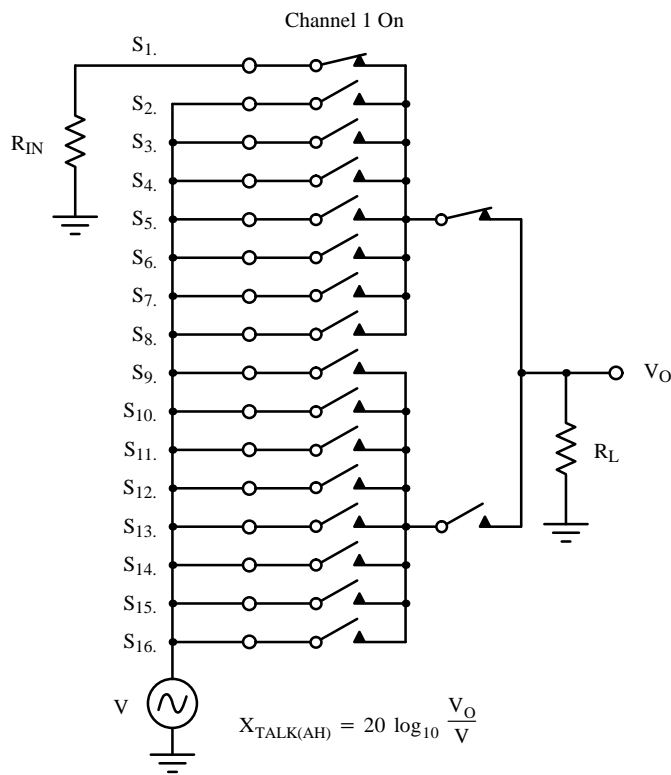 Channel 1 On
S1.
S2.
RIN
S3.
S4.
S5.
S6.
S7.
S8.
S9.
VO
S10.
S11.
RL
S12.
S13.
S14.
S15.
S16.
V
XTALK(AH) = 20 log10 VO/V